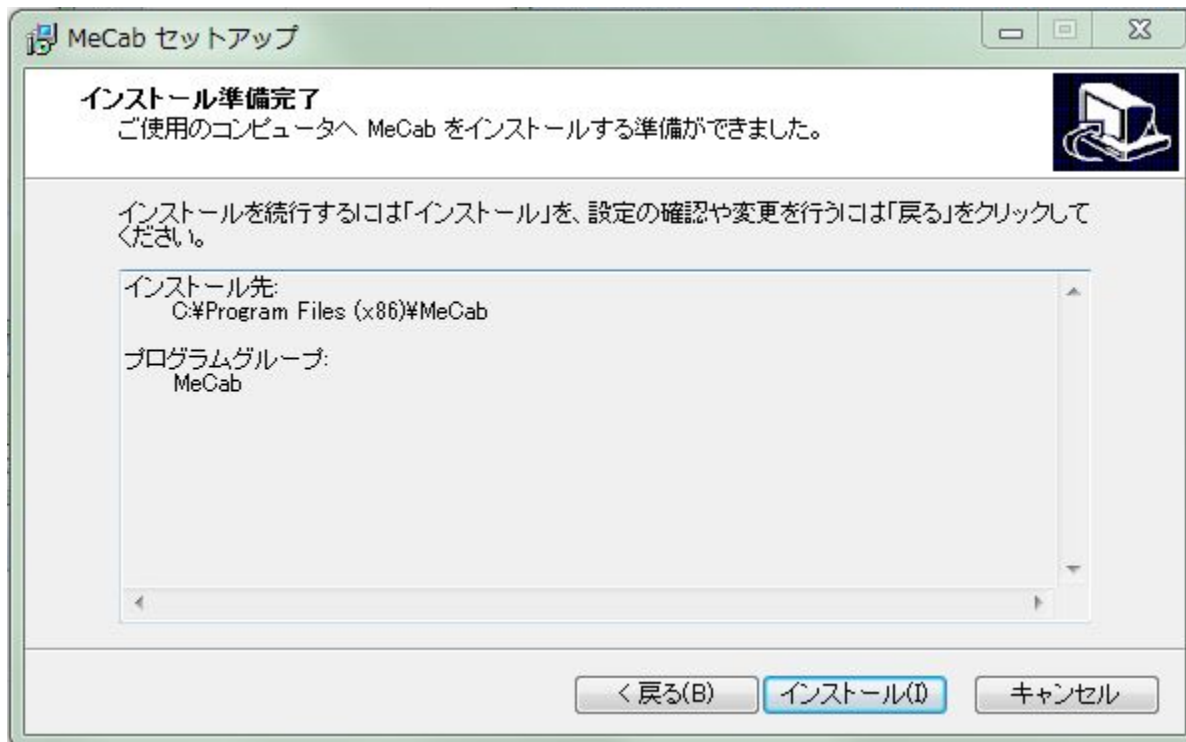 MeCab セットアップ
インストール準備完了
ご使用のコンピュータへ MeCab をインストールする準備ができました。
インストールを続行するには「インストール」を、設定の確認や変更を行うには「戻る」をクリックして
ください。
インストール先:
C:¥Program Files (x86)¥MeCab
プログラムグループ:
MeCab
< 戻る(B)
インストール(I)
キャンセル